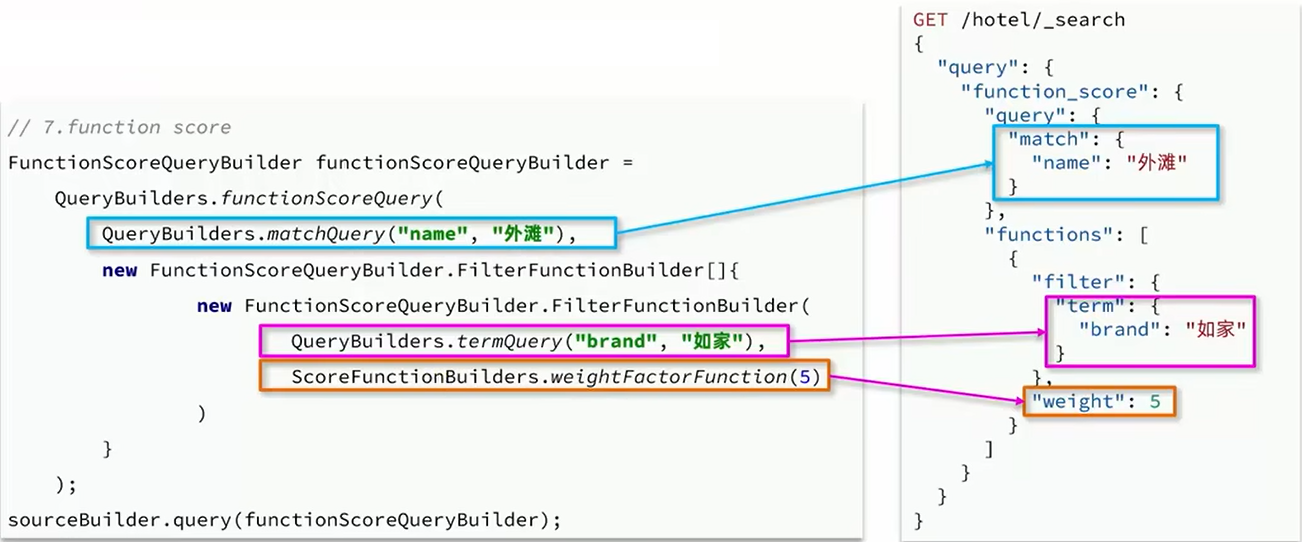 // 7.function score
FunctionScoreQueryBuilder functionScoreQueryBuilder =
QueryBuilders.functionScoreQuery(
QueryBuilders.matchQuery("name", "外滩"),
new FunctionScoreQueryBuilder.FilterFunctionBuilder[]{
new FunctionScoreQueryBuilder.FilterFunctionBuilder(
QueryBuilders.termQuery("brand", "如家"),
ScoreFunctionBuilders.weightFactorFunction(5)
)
}
);
sourceBuilder.query(functionScoreQueryBuilder);
GET /hotel/_search
{
"query": {
"function_score": {
"query": {
"match": {
"name": "外滩"
}
},
"functions": [
{
"filter": {
"term": {
"brand": "如家"
}
},
"weight": 5
}
]
}
}
}